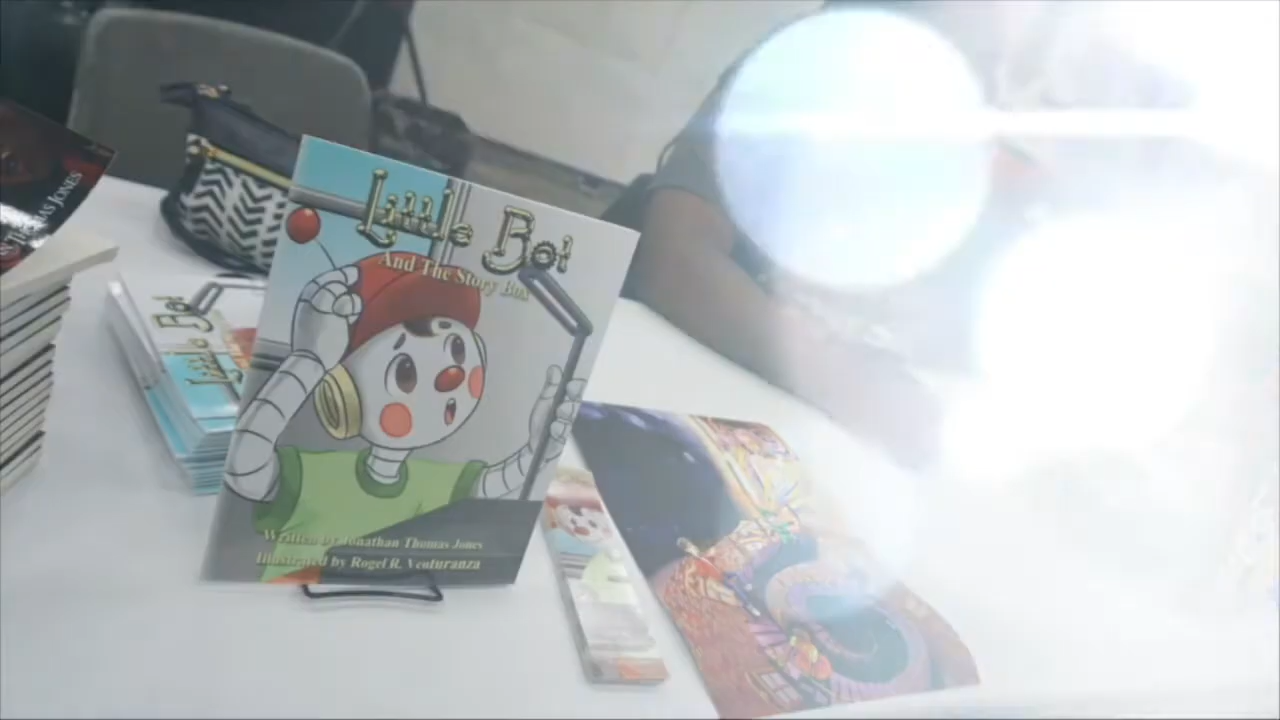 Little Bot
And The Story Box
Written by Jonathan Thomas Jones
Illustrated by Rogel R. Venturanza
Little Bot
THOMAS JONES